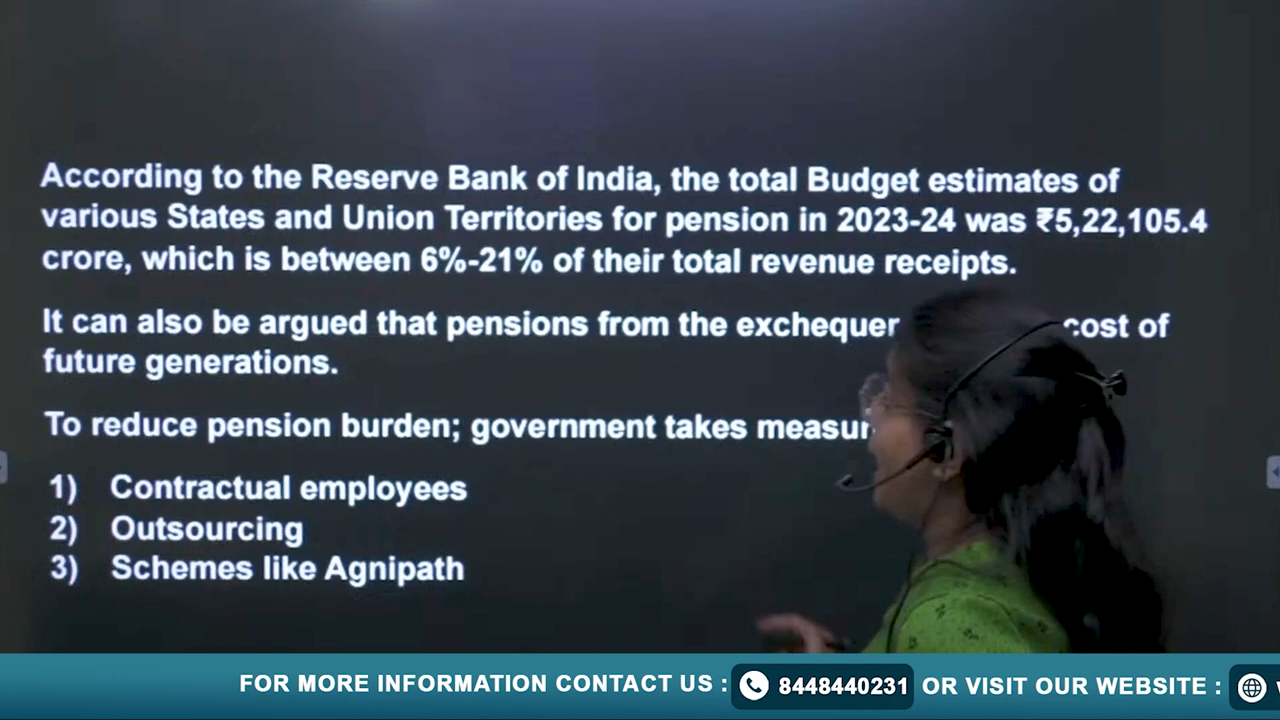 According to the Reserve Bank of India, the total Budget estimates of
various States and Union Territories for pension in 2023-24 was ₹5,22,105.4
crore, which is between 6%-21% of their total revenue receipts.
It can also be argued that pensions from the exchequer cost of
future generations.
To reduce pension burden; government takes
1) Contractual employees
2) Outsourcing
3) Schemes like Agnipath
FOR MORE INFORMATION CONTACT US : 8448440231 OR VISIT OUR WEBSITE :